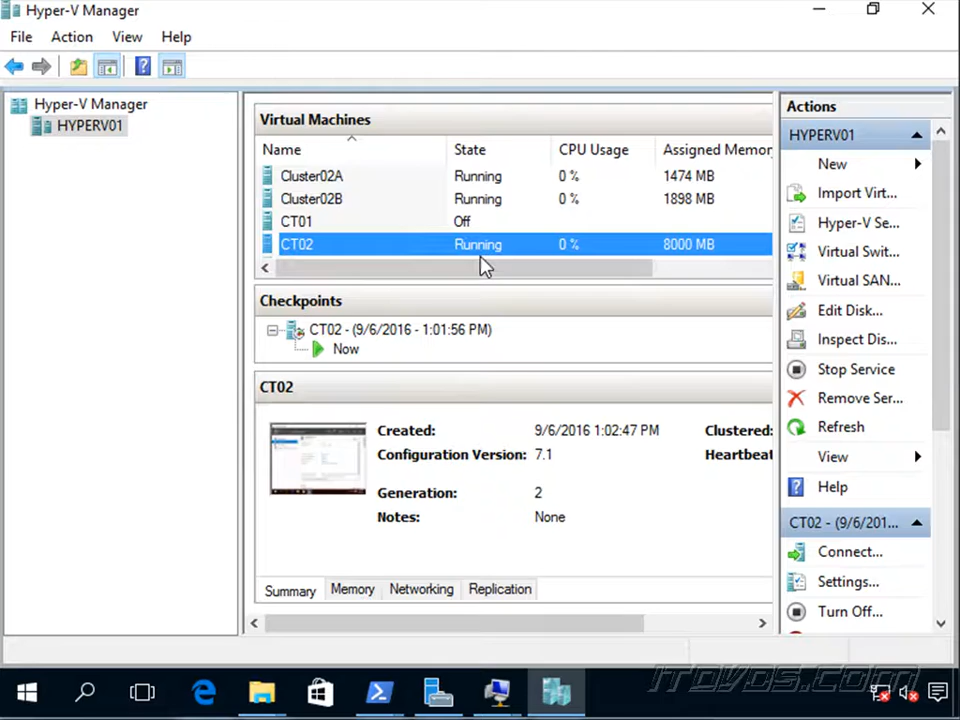 Hyper-V Manager
File Action View Help
Hyper-V Manager
HYPERV01
Virtual Machines
Name State CPU Usage Assigned Memor
Cluster02A Running 0 % 1474 MB
Cluster02B Running 0 % 1898 MB
CT01 Off
CT02 Running 0 % 8000 MB
Checkpoints
CT02 - (9/6/2016 - 1:01:56 PM)
Now
CT02
Created: 9/6/2016 1:02:47 PM Clustered:
Configuration Version: 7.1 Heartbeat
Generation: 2
Notes: None
Summary Memory Networking Replication
Actions
HYPERV01
New
Import Virt...
Hyper-V Se...
Virtual Swit...
Virtual SAN...
Edit Disk...
Inspect Dis...
Stop Service
Remove Ser...
Refresh
View
Help
CT02 - (9/6/201...
Connect...
Settings...
Turn Off...
ITdvds.com